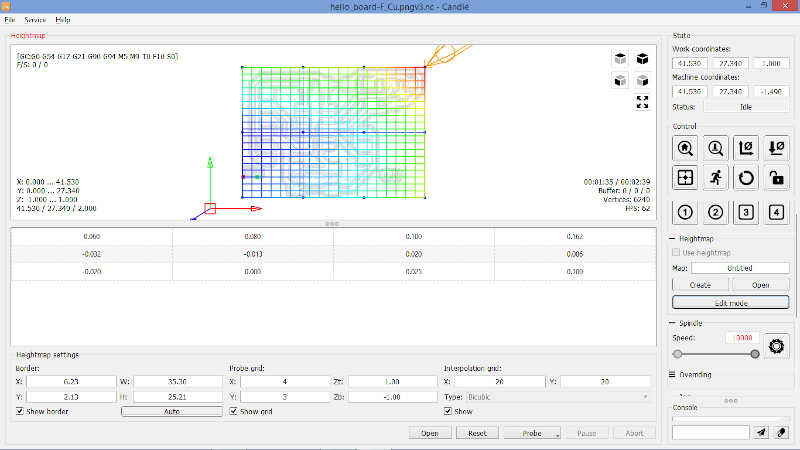 hello_board-F_Cu.pngv3.nc - Candle
File Service Help
Heightmap
[GC:G0 G54 G17 G21 G90 G94 M5 M9 T0 F10 S0]
F/S: 0 / 0
X: 0.000 ... 41.530
Y: 0.000 ... 27.340
Z: -1.000 ... 1.000
41.530 / 27.340 / 2.000
00:01:35 / 00:02:39
Buffer: 0 / 0 / 0
Vertices: 6240
FPS: 62
0.060 0.080 0.100 0.162
-0.032 -0.013 0.020 0.086
-0.020 0.000 0.025 0.100
Heightmap settings
Border: Probe grid: Interpolation grid:
X: 6.23 W: 35.30 X: 4 Zt: 1.00 X: 20 Y: 20
Y: 2.13 H: 25.21 Y: 3 Zb: -1.00 Type: Bicubic
Show border Auto Show grid Show
Open Reset Probe Pause Abort
State
Work coordinates:
41.530 27.340 1.000
Machine coordinates:
41.530 27.340 -1.490
Status: Idle
Control
1 2 3 4
Heightmap
Use heightmap
Map: Untitled
Create Open
Edit mode
Spindle
Speed: 10000
Overriding
Console